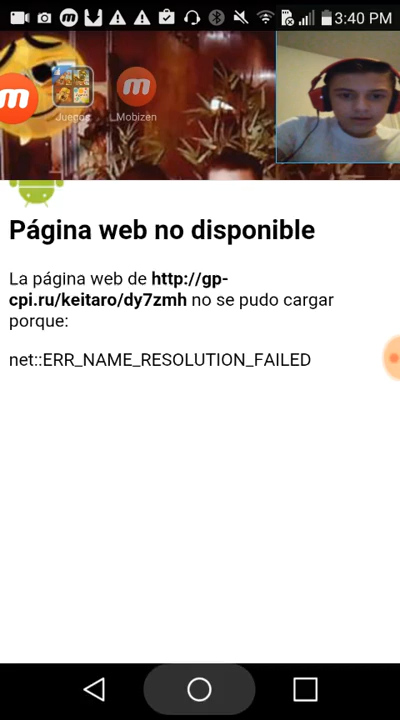 3:40 PM
Juegos
Mobizen
Página web no disponible
La página web de http://gp-
cpi.ru/keitaro/dy7zmh no se pudo cargar
porque:
net::ERR_NAME_RESOLUTION_FAILED